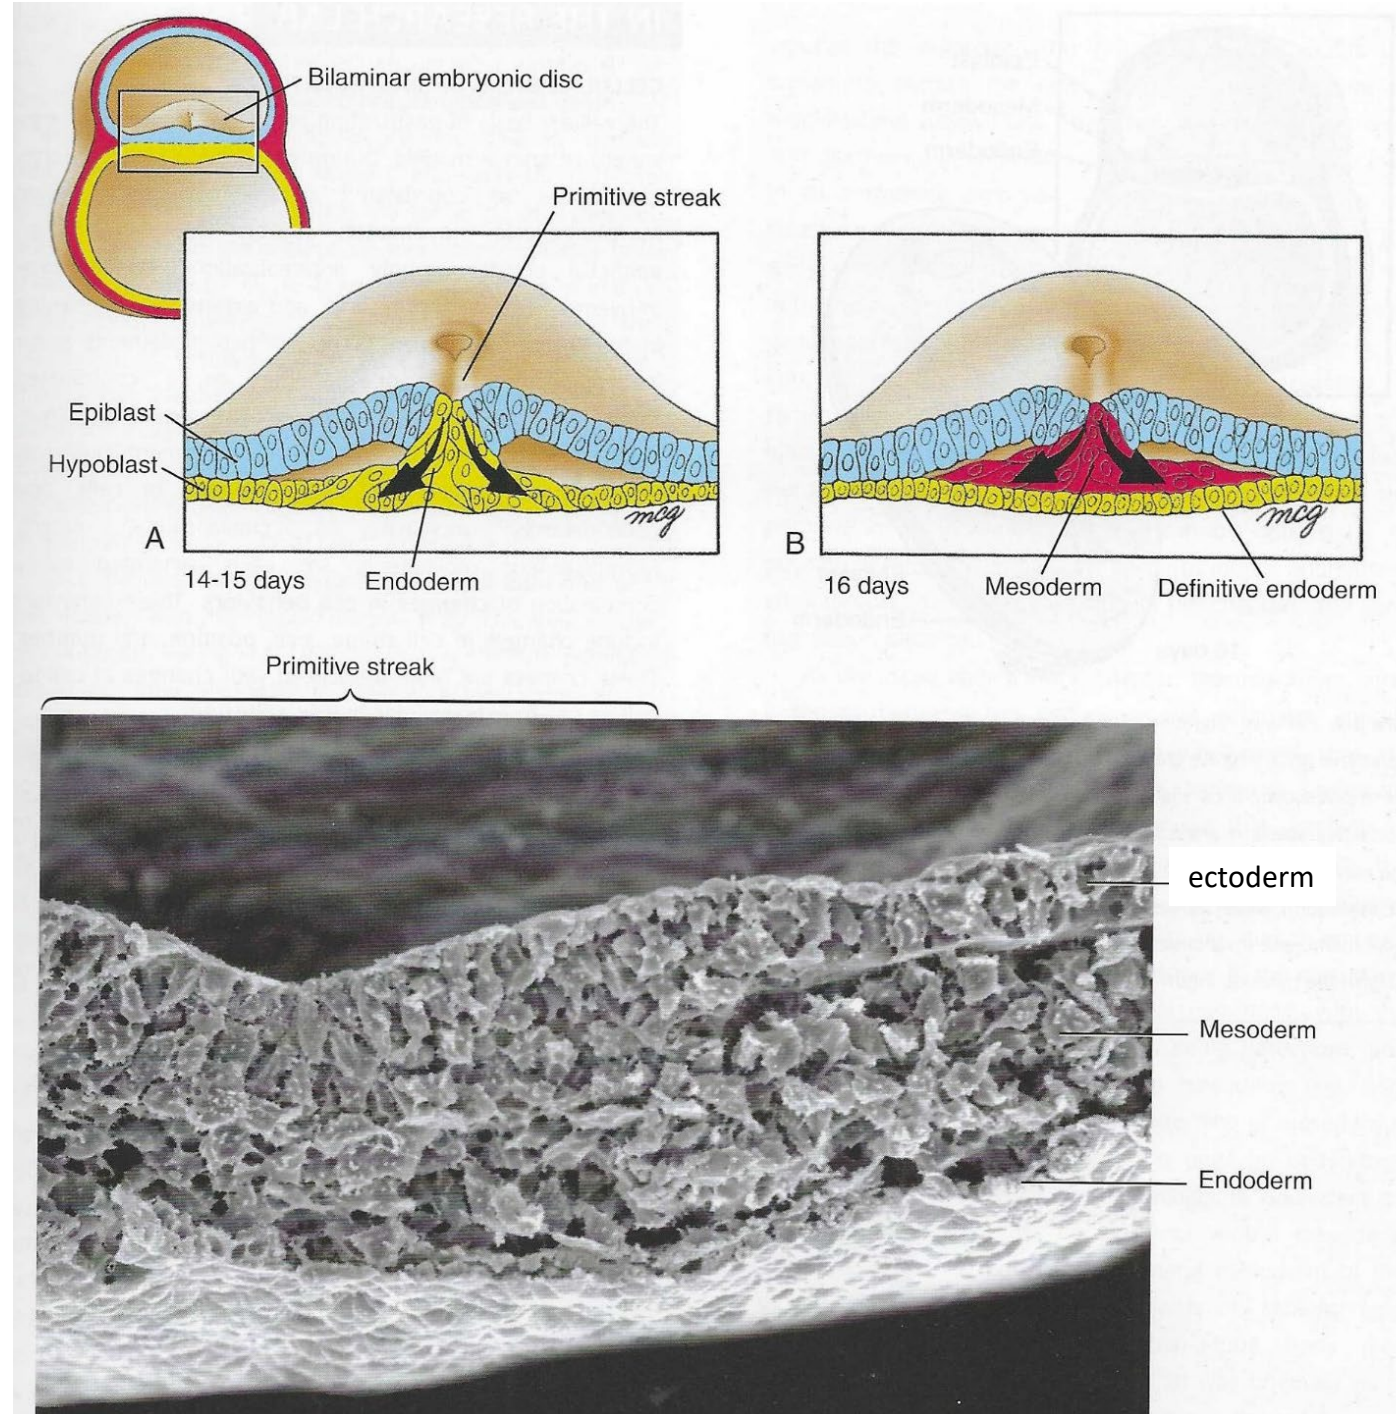 Bilaminar embryonic disc
Primitive streak
Epiblast
Hypoblast
mcg
A
14-15 days
Endoderm
mcg
B
16 days
Mesoderm
Definitive endoderm
Primitive streak
ectoderm
Mesoderm
Endoderm